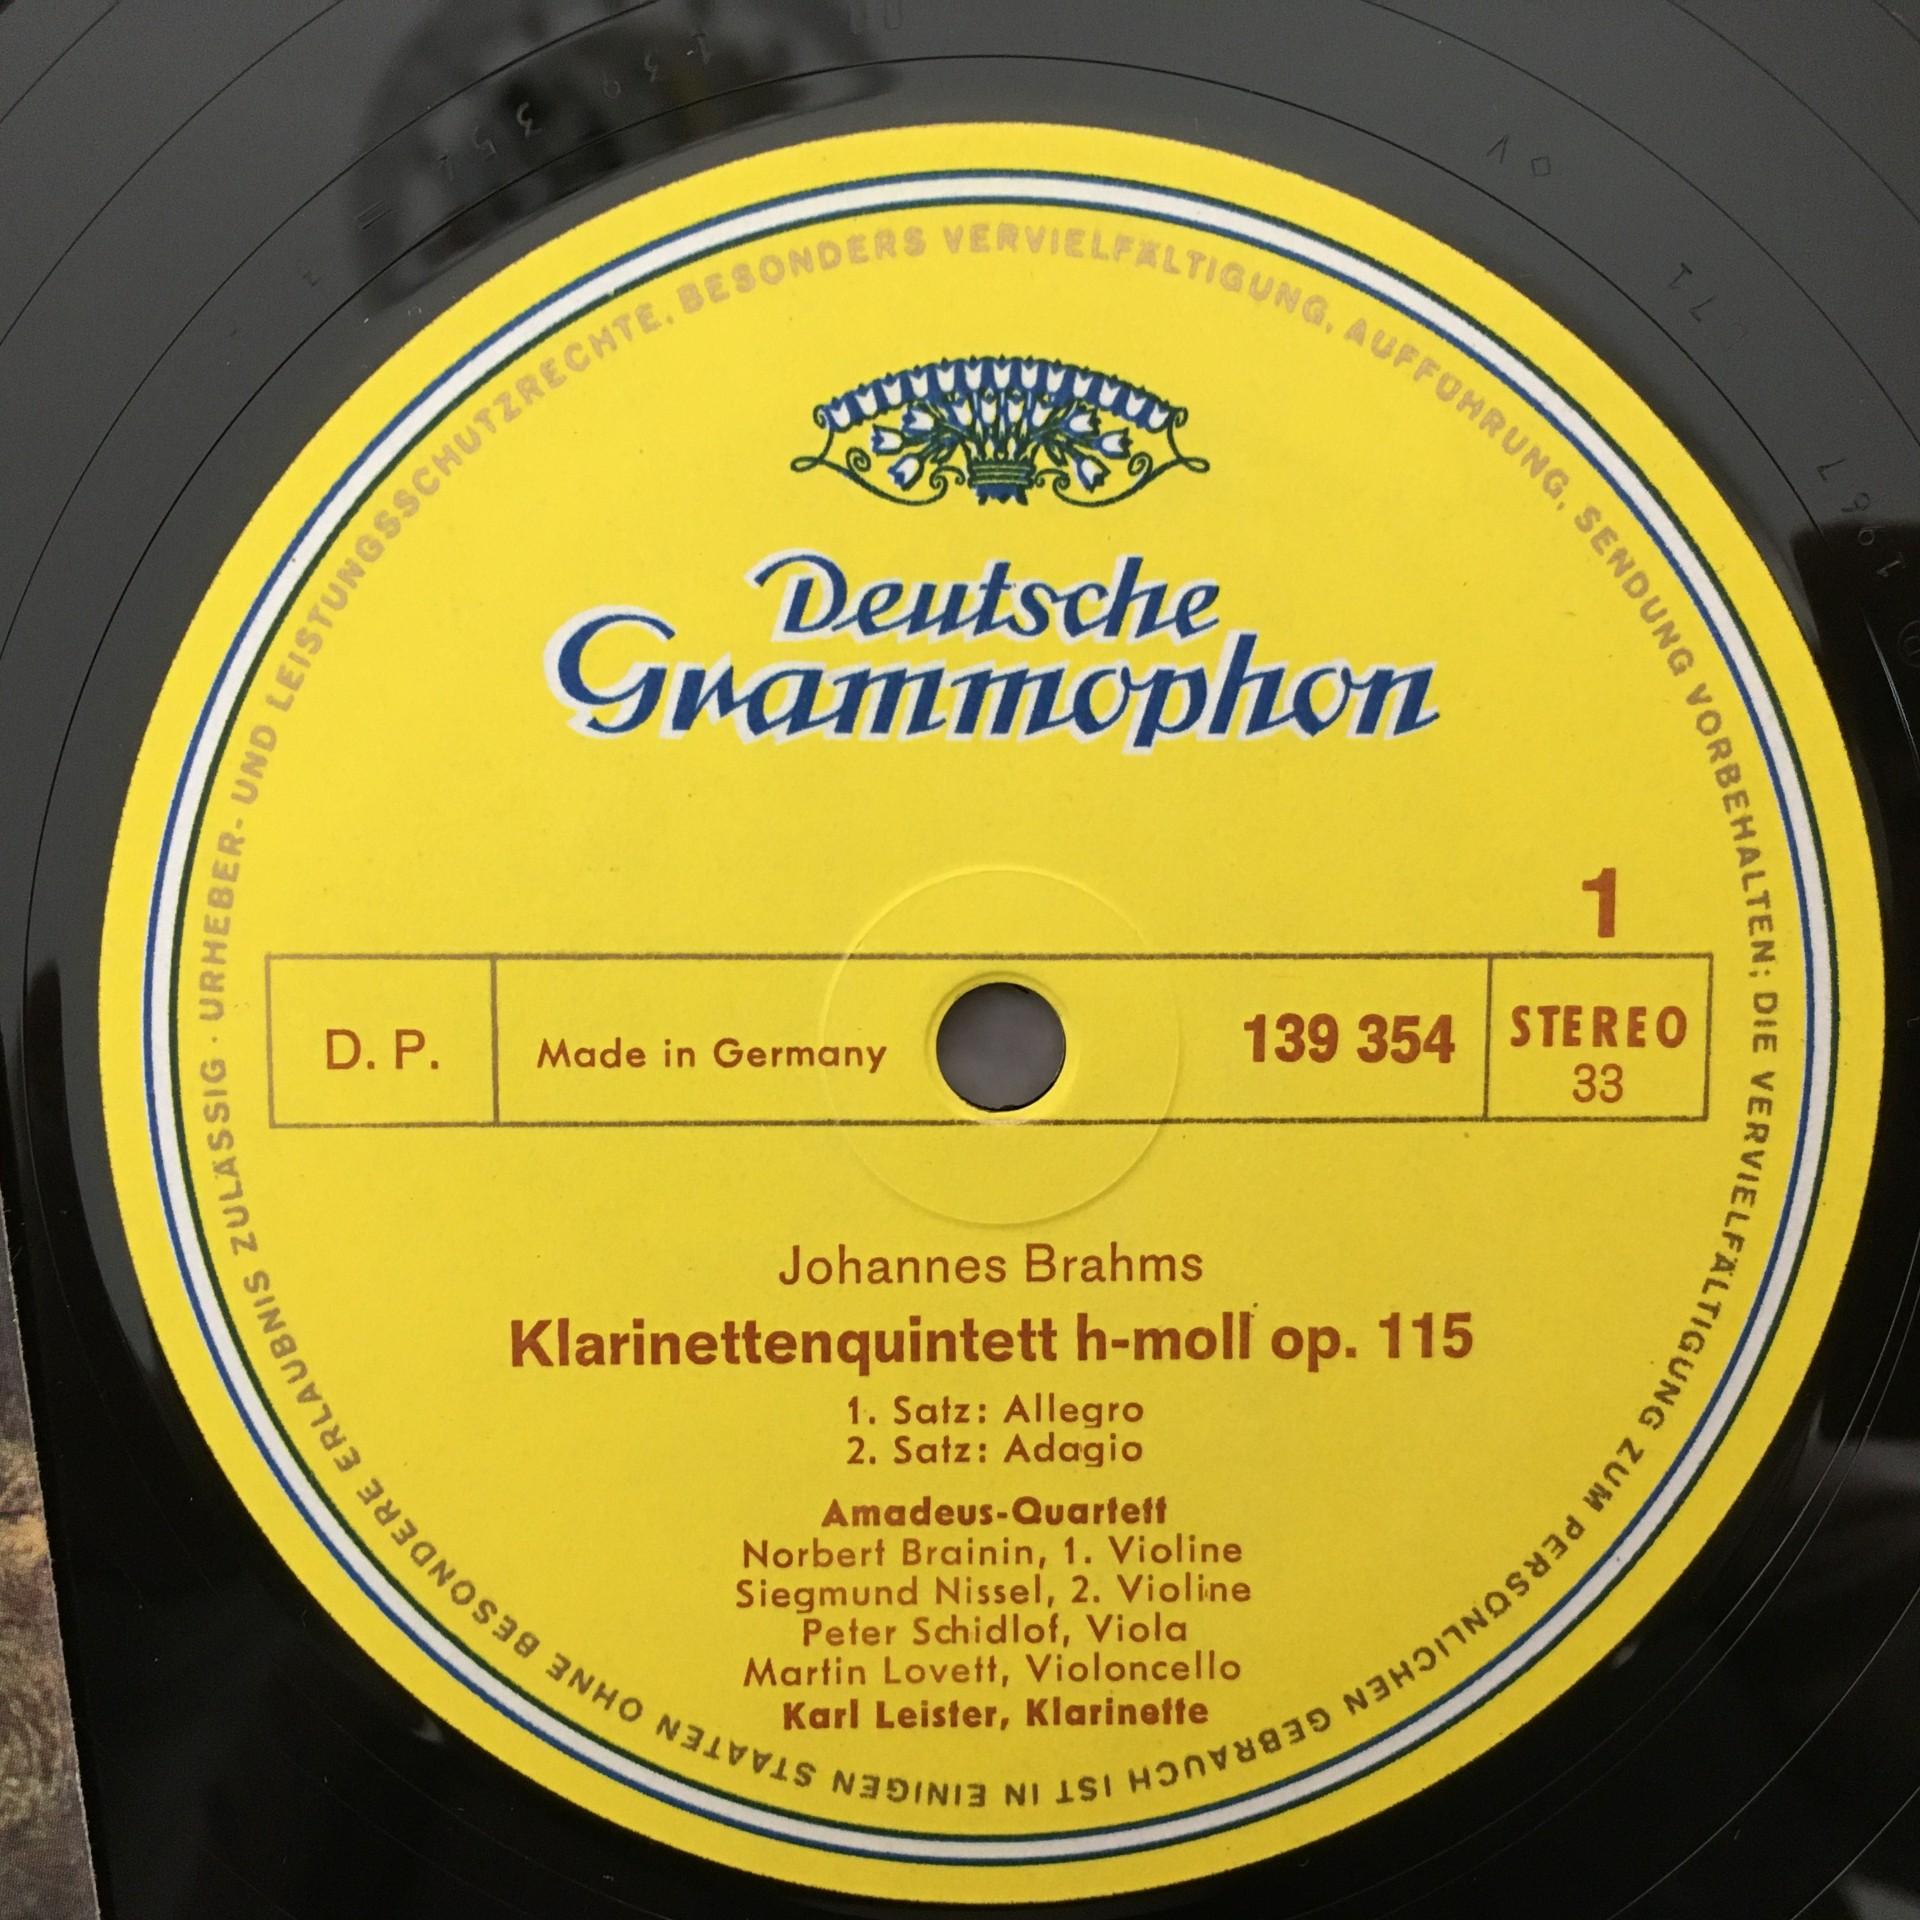 Deutsche
Grammophon
1
D. P.
Made in Germany
139 354
STEREO
33
Johannes Brahms
Klarinettenquintett h-moll op. 115
1. Satz: Allegro
2. Satz: Adagio
Amadeus-Quartett
Norbert Brainin, 1. Violine
Siegmund Nissel, 2. Violine
Peter Schidlof, Viola
Martin Lovett, Violoncello
Karl Leister, Klarinette
URHEBER- UND LEISTUNGSSCHUTZRECHTE, BESONDERS VERVIELFÄLTIGUNG, AUFFÜHRUNG, SENDUNG VORBEHALTEN; DIE VERVIELFÄLTIGUNG ZUM PERSÖNLICHEN GEBRAUCH IST IN EINIGEN STAATEN OHNE BESONDERE ERLAUBNIS ZULÄSSIG ·
1967